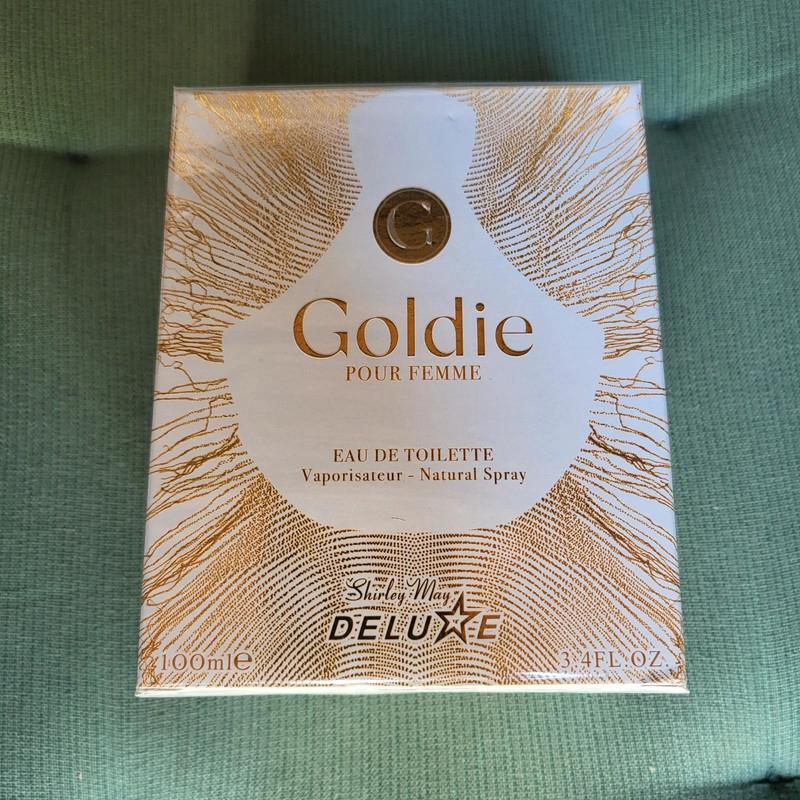 G
Goldie
POUR FEMME
EAU DE TOILETTE
Vaporisateur - Natural Spray
Shirley May
DELUXE
100ml℮ 3.4FL.OZ.